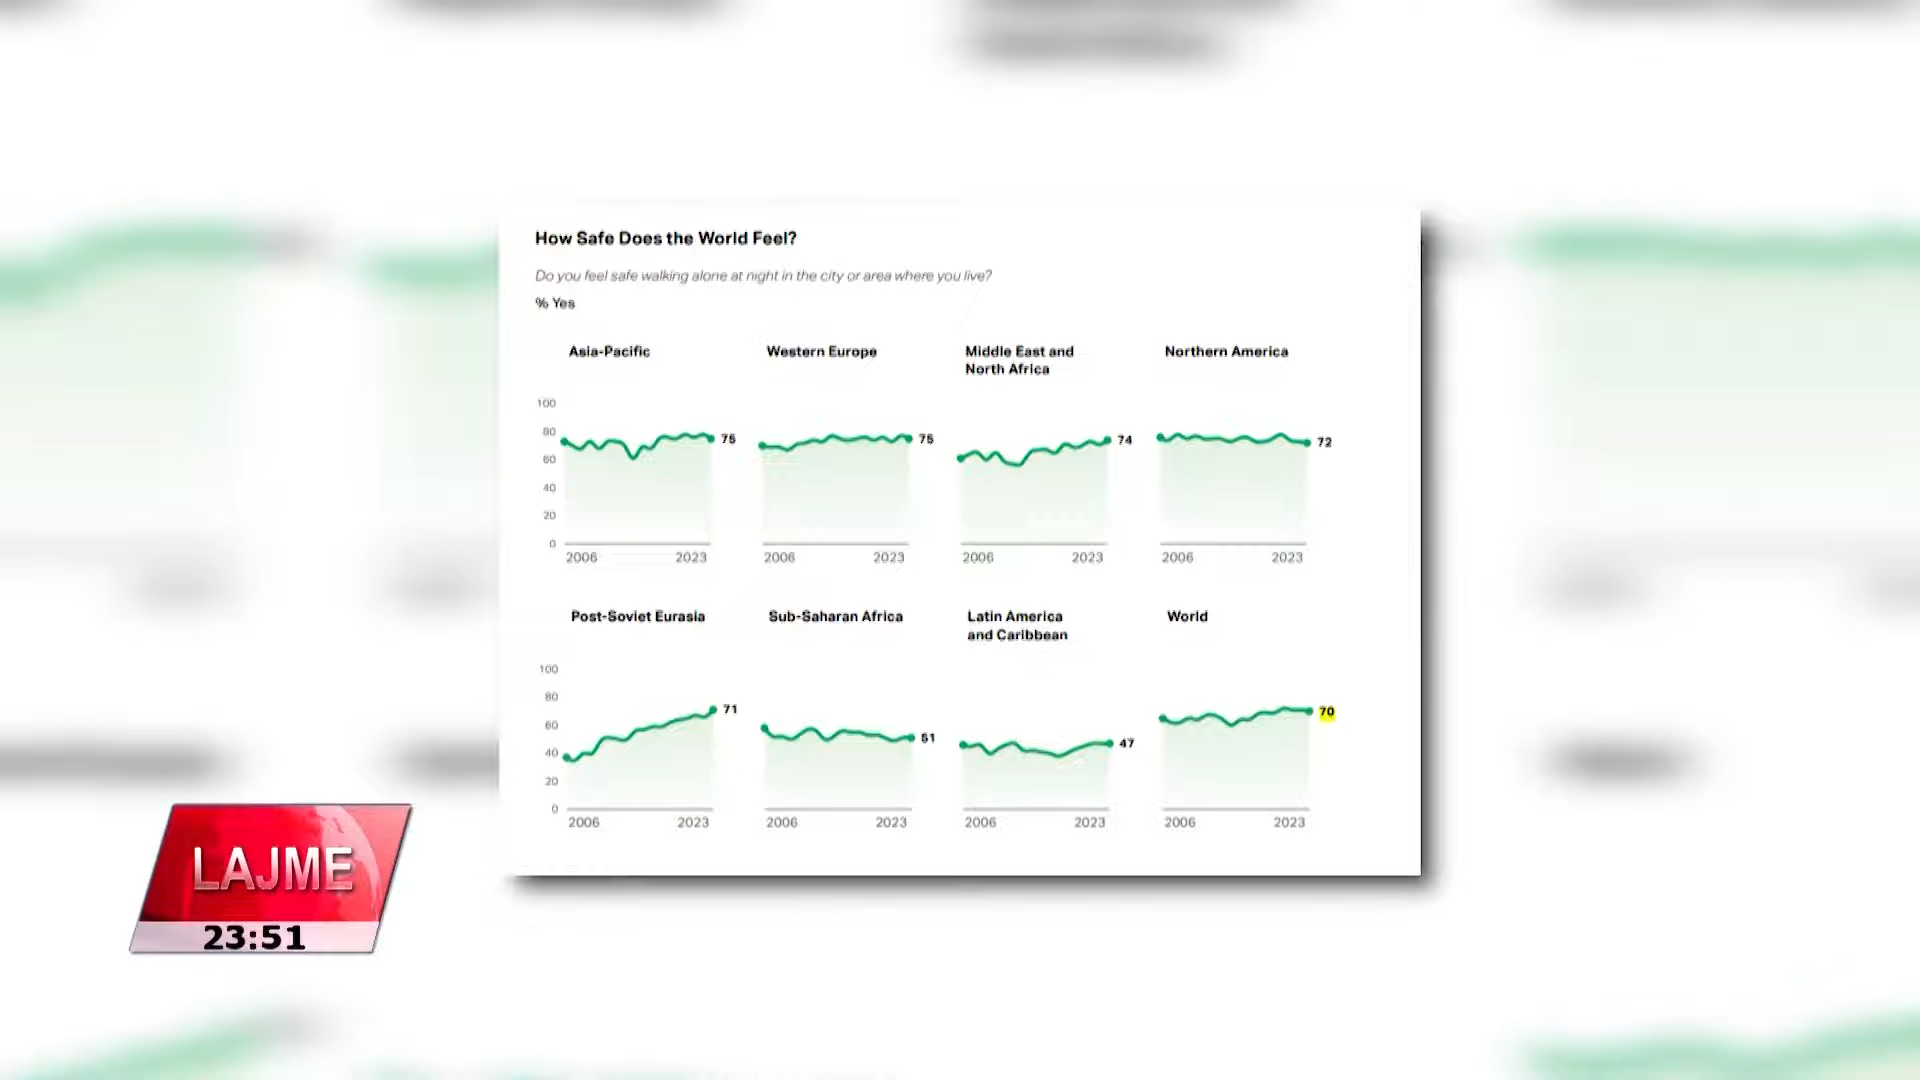 How Safe Does the World Feel?
Do you feel safe walking alone at night in the city or area where you live?
% Yes
Asia-Pacific
Western Europe
Middle East and
North Africa
Northern America
100
80
60
40
20
0
75
75
74
72
2006 2023
2006 2023
2006 2023
2006 2023
Post-Soviet Eurasia
Sub-Saharan Africa
Latin America
and Caribbean
World
100
80
60
40
20
0
71
51
47
70
2006 2023
2006 2023
2006 2023
2006 2023
LAJME
23:51